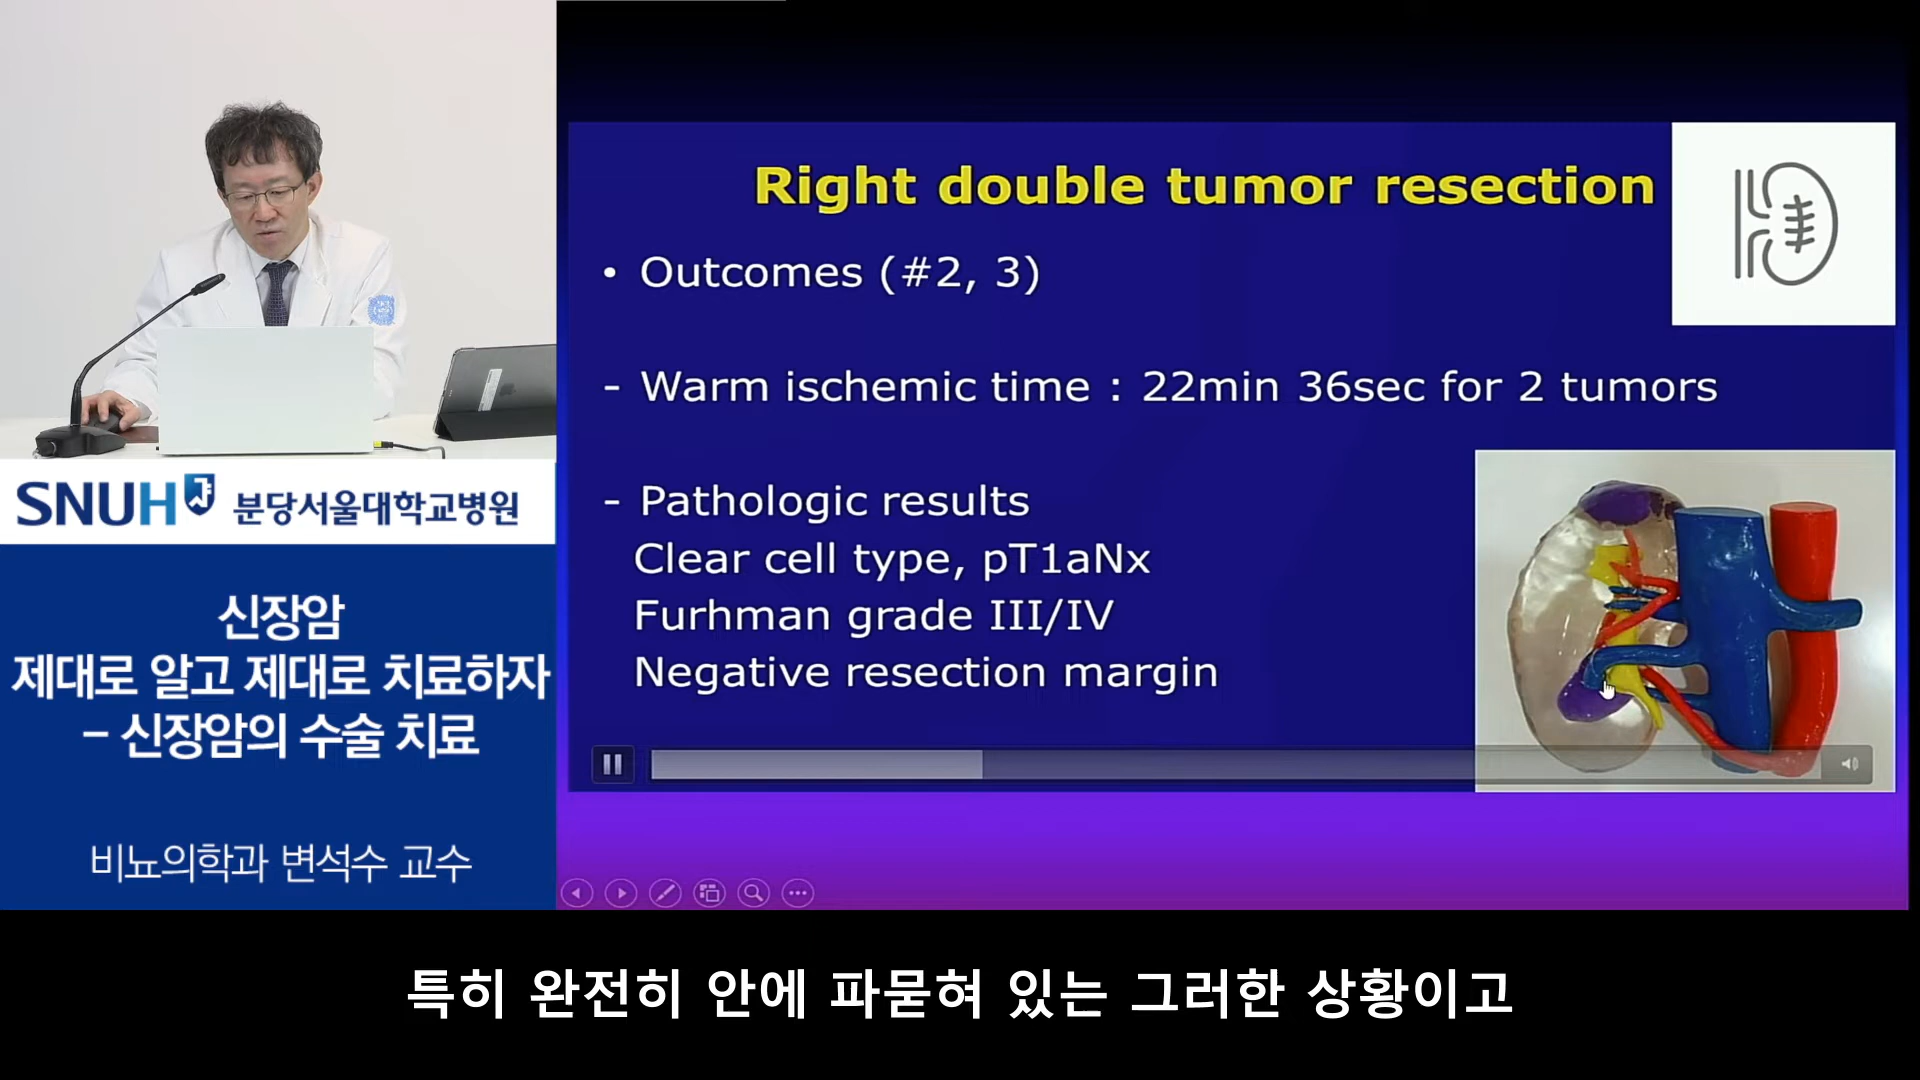 SNUH 분당서울대학교병원
신장암
제대로 알고 제대로 치료하자
- 신장암의 수술 치료
비뇨의학과 변석수 교수
Right double tumor resection
• Outcomes (#2, 3)
- Warm ischemic time : 22min 36sec for 2 tumors
- Pathologic results
Clear cell type, pT1aNx
Furhman grade III/IV
Negative resection margin
특히 완전히 안에 파묻혀 있는 그러한 상황이고